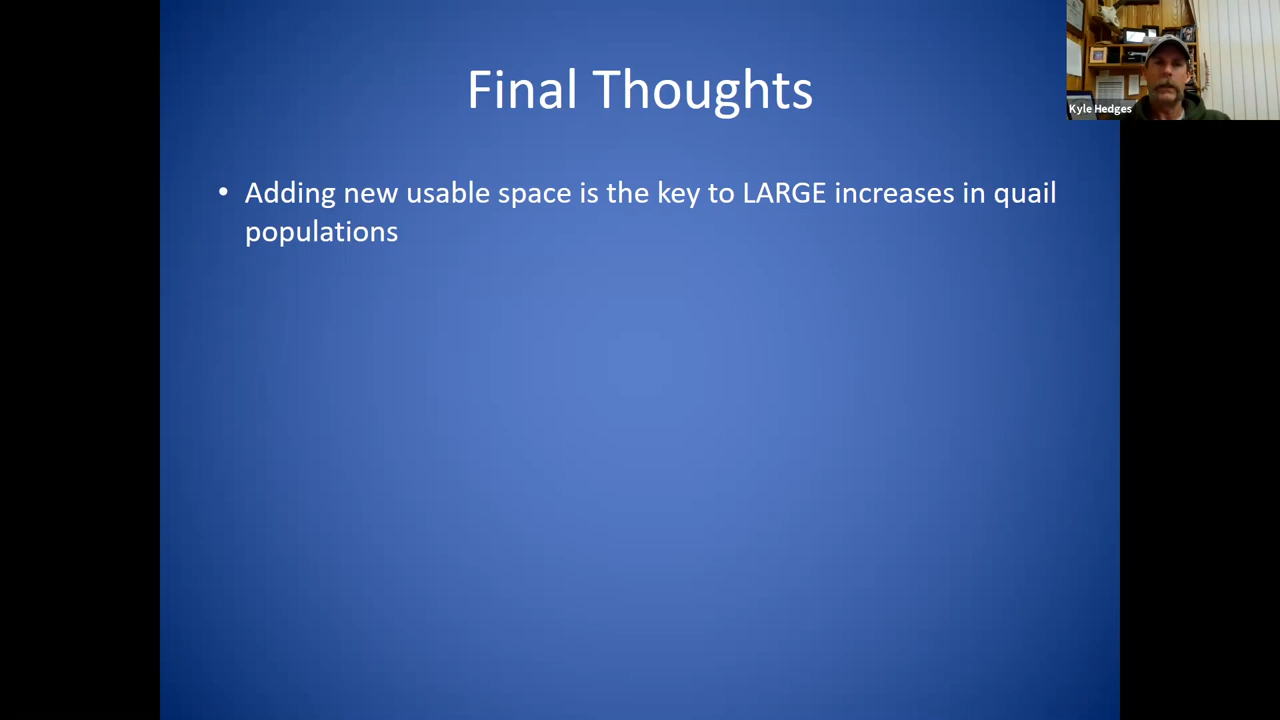 Final Thoughts
• Adding new usable space is the key to LARGE increases in quail
populations
Kyle Hedges